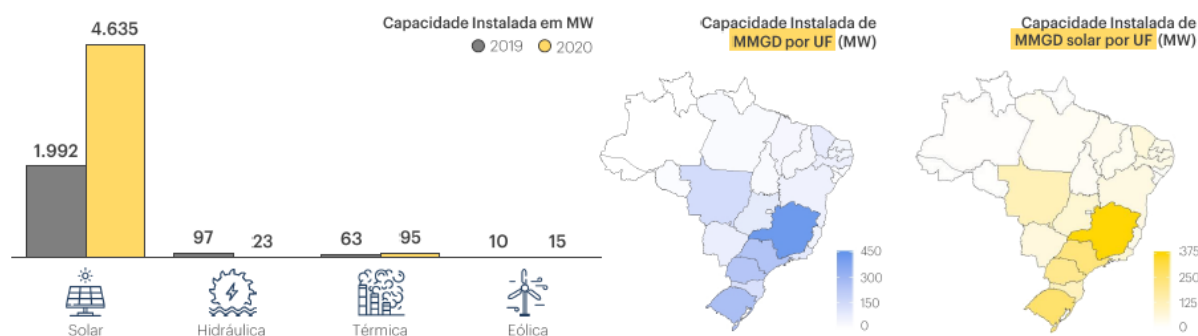 Capacidade Instalada em MW
2019 2020
4.635
1.992
97
23
63
95
10
15
Solar
Hidráulica
Térmica
Eólica
Capacidade Instalada de
MMGD por UF (MW)
450
300
150
0
Capacidade Instalada de
MMGD solar por UF (MW)
375
250
125
0